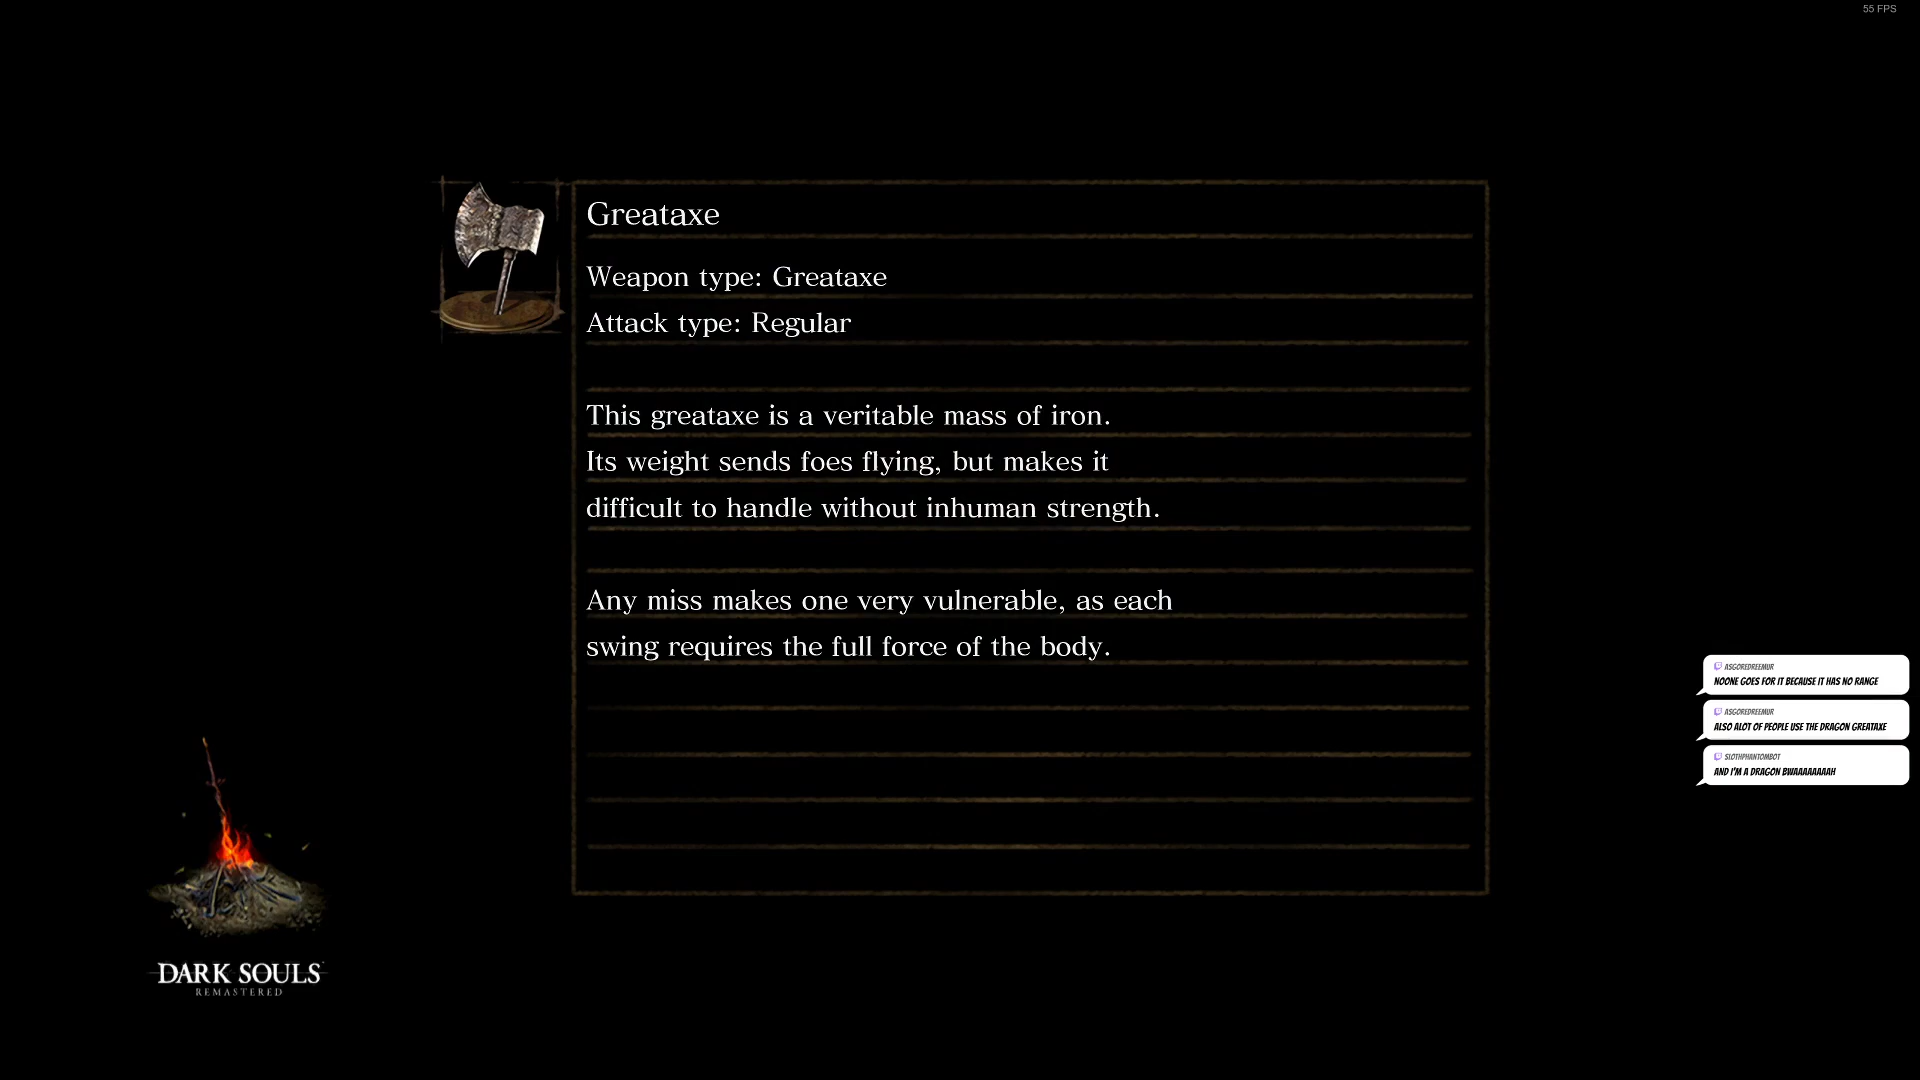 55 FPS
Greataxe
Weapon type: Greataxe
Attack type: Regular
This greataxe is a veritable mass of iron.
Its weight sends foes flying, but makes it
difficult to handle without inhuman strength.
Any miss makes one very vulnerable, as each
swing requires the full force of the body.
ASGOREDREEMUR
NOONE GOES FOR IT BECAUSE IT HAS NO RANGE
ASGOREDREEMUR
ALSO ALOT OF PEOPLE USE THE DRAGON GREATAXE
SLOTHPHANTOMBOT
AND I'M A DRAGON BWAAAAAAAAH
DARK SOULS
REMASTERED